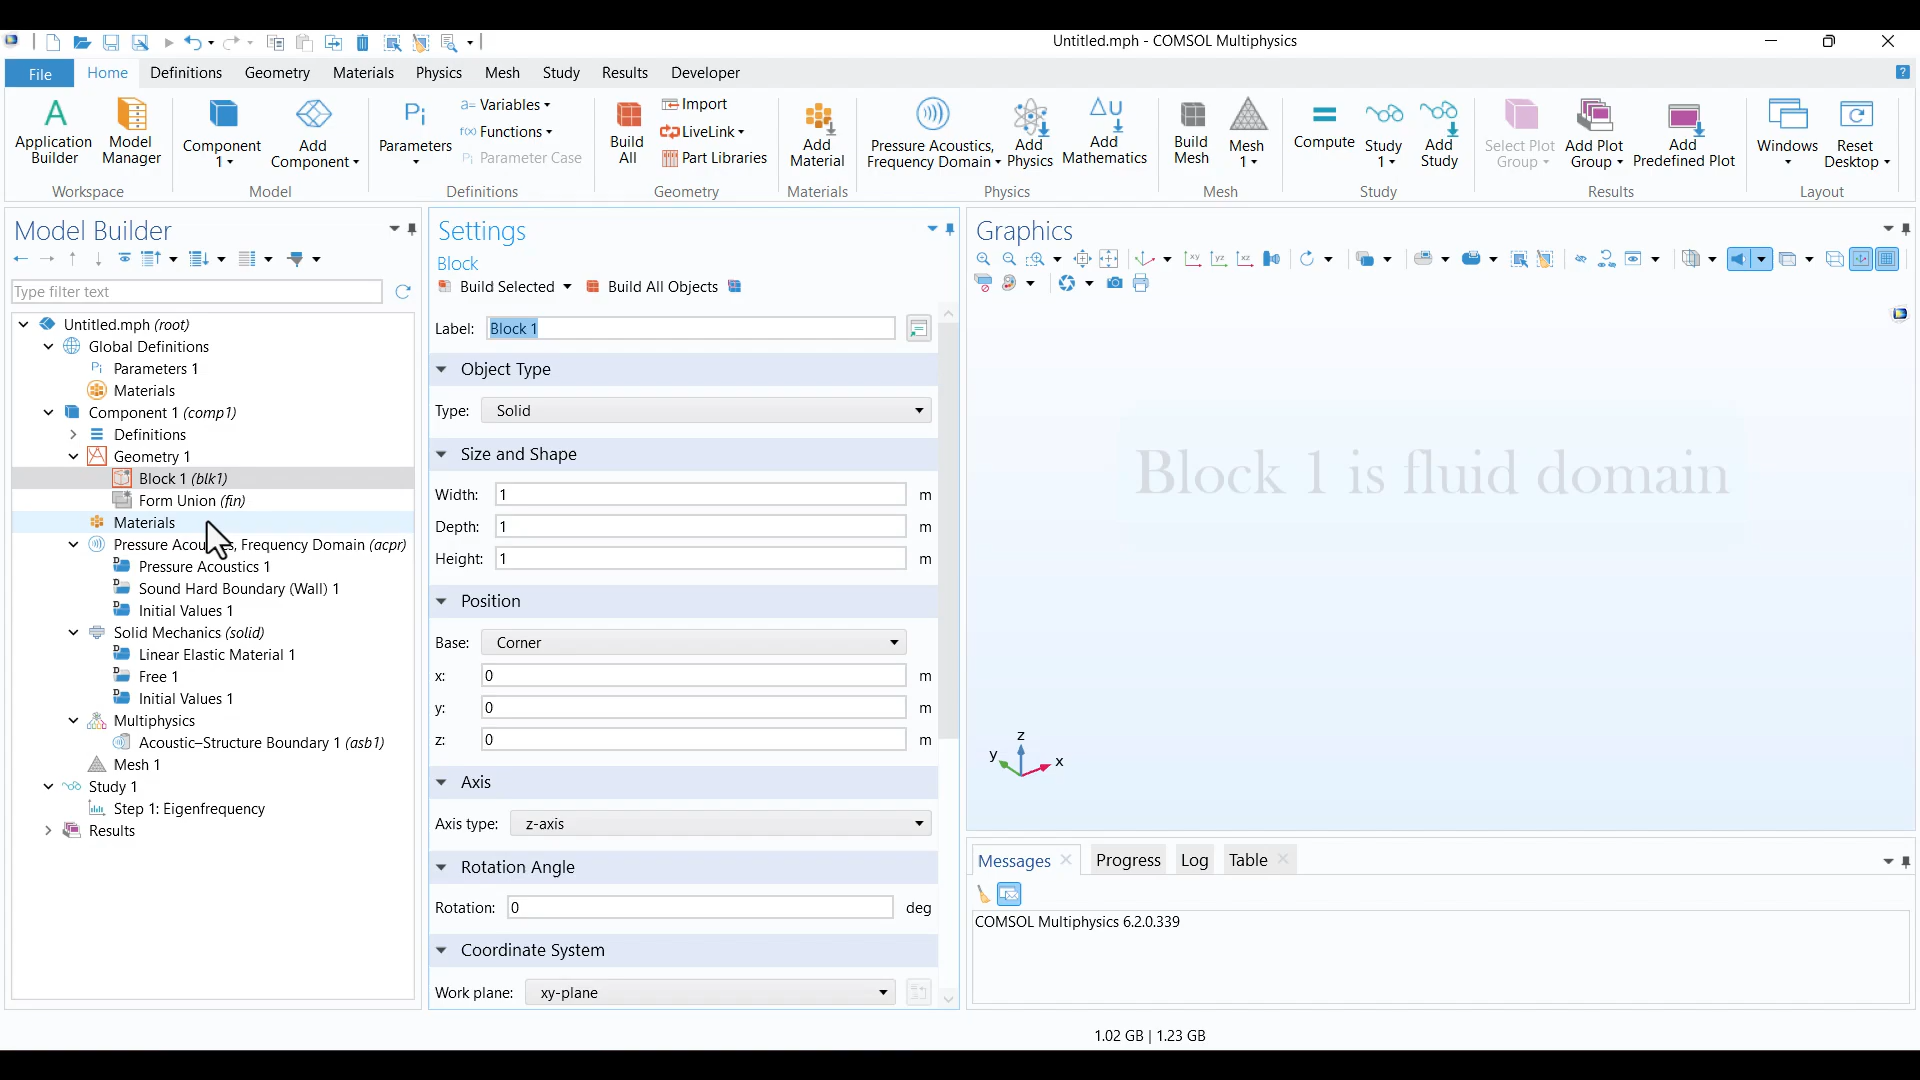 Untitled.mph - COMSOL Multiphysics
File Home Definitions Geometry Materials Physics Mesh Study Results Developer
Application Builder
Model Manager
Workspace
Component 1
Add Component
Model
Parameters
a= Variables
f(x) Functions
Pi Parameter Case
Definitions
Build All
Import
LiveLink
Part Libraries
Geometry
Add Material
Materials
Pressure Acoustics, Frequency Domain
Add Physics
Add Mathematics
Physics
Build Mesh
Mesh 1
Mesh
Compute
Study 1
Add Study
Study
Select Plot Group
Add Plot Group
Add Predefined Plot
Results
Windows
Reset Desktop
Layout
Model Builder
Type filter text
Untitled.mph (root)
Global Definitions
Pi Parameters 1
Materials
Component 1 (comp1)
Definitions
Geometry 1
Block 1 (blk1)
Form Union (fin)
Materials
Pressure Acou s, Frequency Domain (acpr)
Pressure Acoustics 1
Sound Hard Boundary (Wall) 1
Initial Values 1
Solid Mechanics (solid)
Linear Elastic Material 1
Free 1
Initial Values 1
Multiphysics
Acoustic–Structure Boundary 1 (asb1)
Mesh 1
Study 1
Step 1: Eigenfrequency
Results
Settings
Block
Build Selected Build All Objects
Label: Block 1
Object Type
Type: Solid
Size and Shape
Width: 1 m
Depth: 1 m
Height: 1 m
Position
Base: Corner
x: 0 m
y: 0 m
z: 0 m
Axis
Axis type: z-axis
Rotation Angle
Rotation: 0 deg
Coordinate System
Work plane: xy-plane
Graphics
xy yz xz
Block 1 is fluid domain
z
y
x
Messages Progress Log Table
COMSOL Multiphysics 6.2.0.339
1.02 GB | 1.23 GB